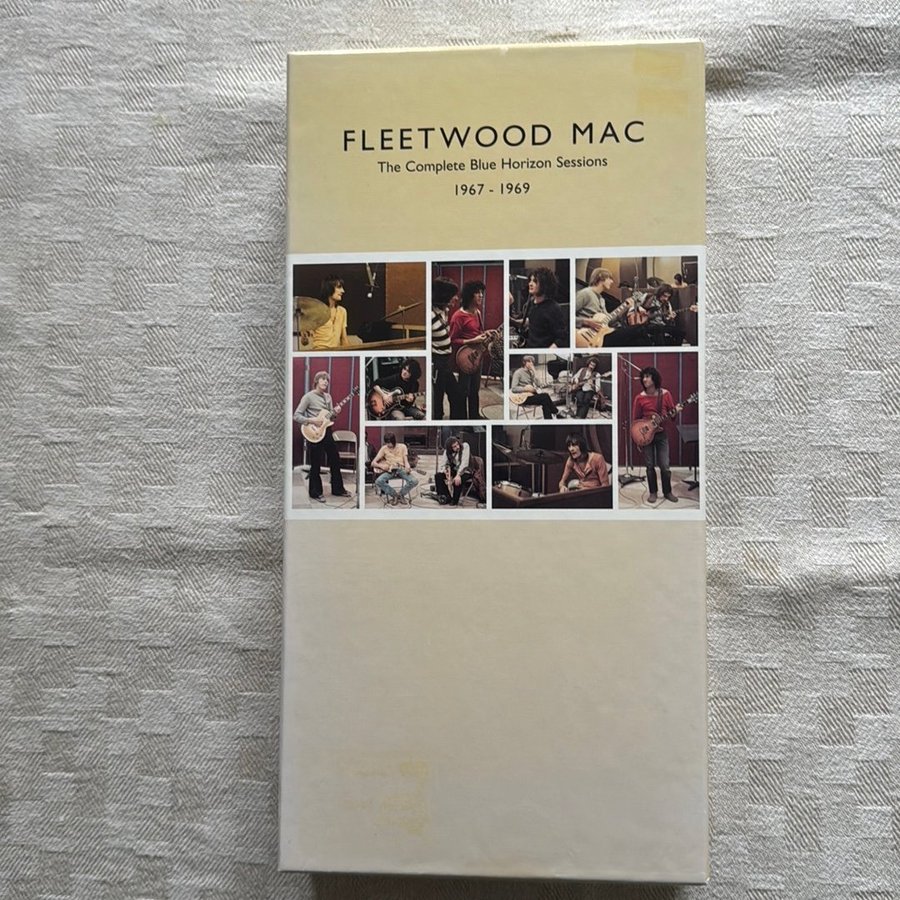 FLEETWOOD MAC
The Complete Blue Horizon Sessions
1967 - 1969